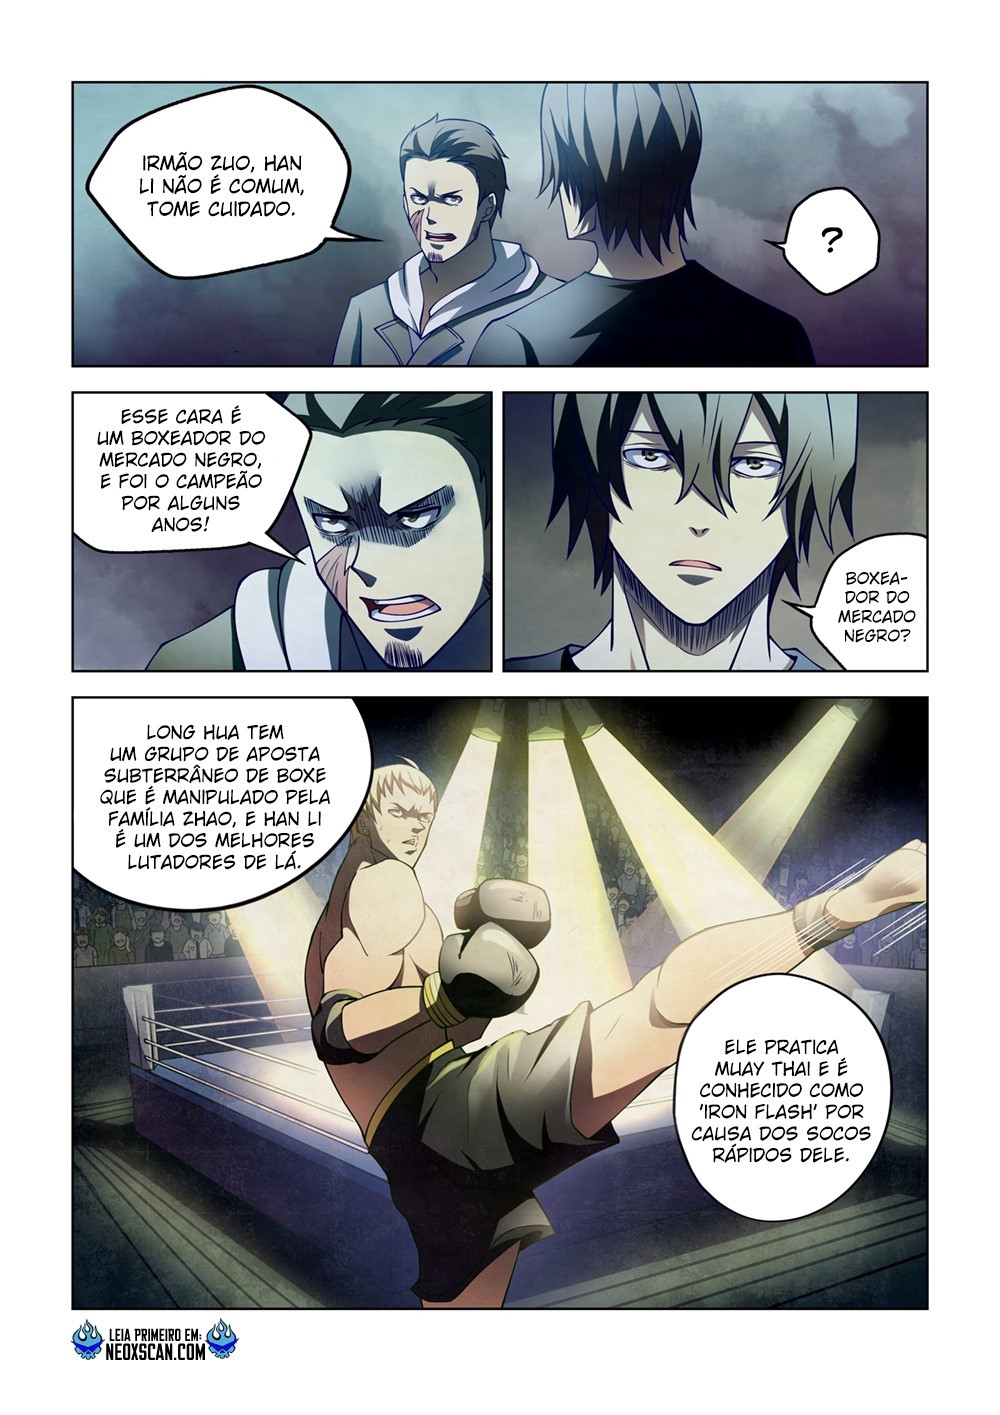 IRMÃO ZUO, HAN
LI NÃO É COMUM,
TOME CUIDADO.
?
ESSE CARA É
UM BOXEADOR DO
MERCADO NEGRO,
E FOI O CAMPEÃO
POR ALGUNS
ANOS!
BOXEA-
DOR DO
MERCADO
NEGRO?
LONG HUA TEM
UM GRUPO DE APOSTA
SUBTERRÂNEO DE BOXE
QUE É MANIPULADO PELA
FAMÍLIA ZHAO, E HAN LI
É UM DOS MELHORES
LUTADORES DE LÁ.
ELE PRATICA
MUAY THAI E É
CONHECIDO COMO
'IRON FLASH' POR
CAUSA DOS SOCOS
RÁPIDOS DELE.
LEIA PRIMEIRO EM:
NEOXSCAN.COM